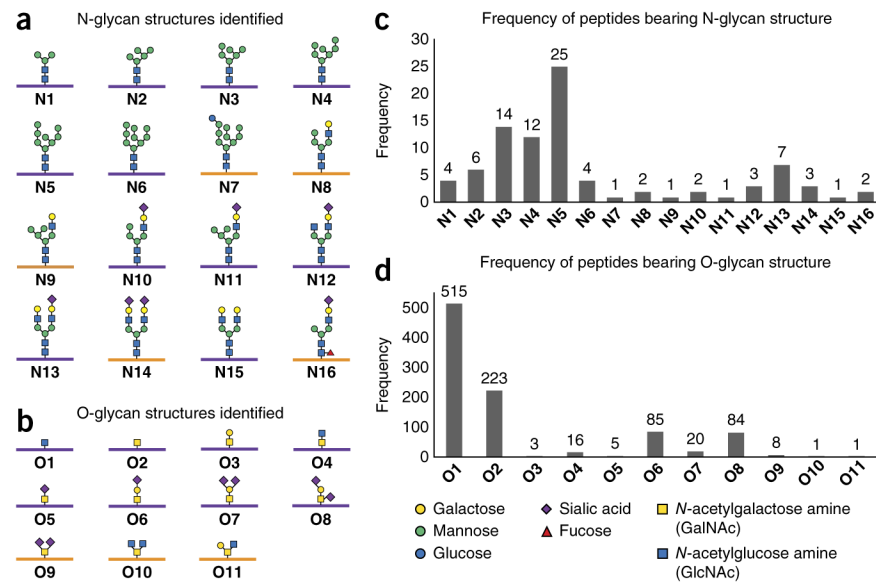 a
N-glycan structures identified
N1 N2 N3 N4
N5 N6 N7 N8
N9 N10 N11 N12
N13 N14 N15 N16
b
O-glycan structures identified
O1 O2 O3 O4
O5 O6 O7 O8
O9 O10 O11
c
Frequency of peptides bearing N-glycan structure
Frequency
30
25
20
15
10
5
0
4 6 14 12 25 4 1 2 1 2 1 3 7 3 1 2
N1 N2 N3 N4 N5 N6 N7 N8 N9 N10 N11 N12 N13 N14 N15 N16
d
Frequency of peptides bearing O-glycan structure
Frequency
500
400
300
200
100
0
515 223 3 16 5 85 20 84 8 1 1
O1 O2 O3 O4 O5 O6 O7 O8 O9 O10 O11
Galactose
Mannose
Glucose
Sialic acid
Fucose
N-acetylgalactose amine
(GalNAc)
N-acetylglucose amine
(GlcNAc)